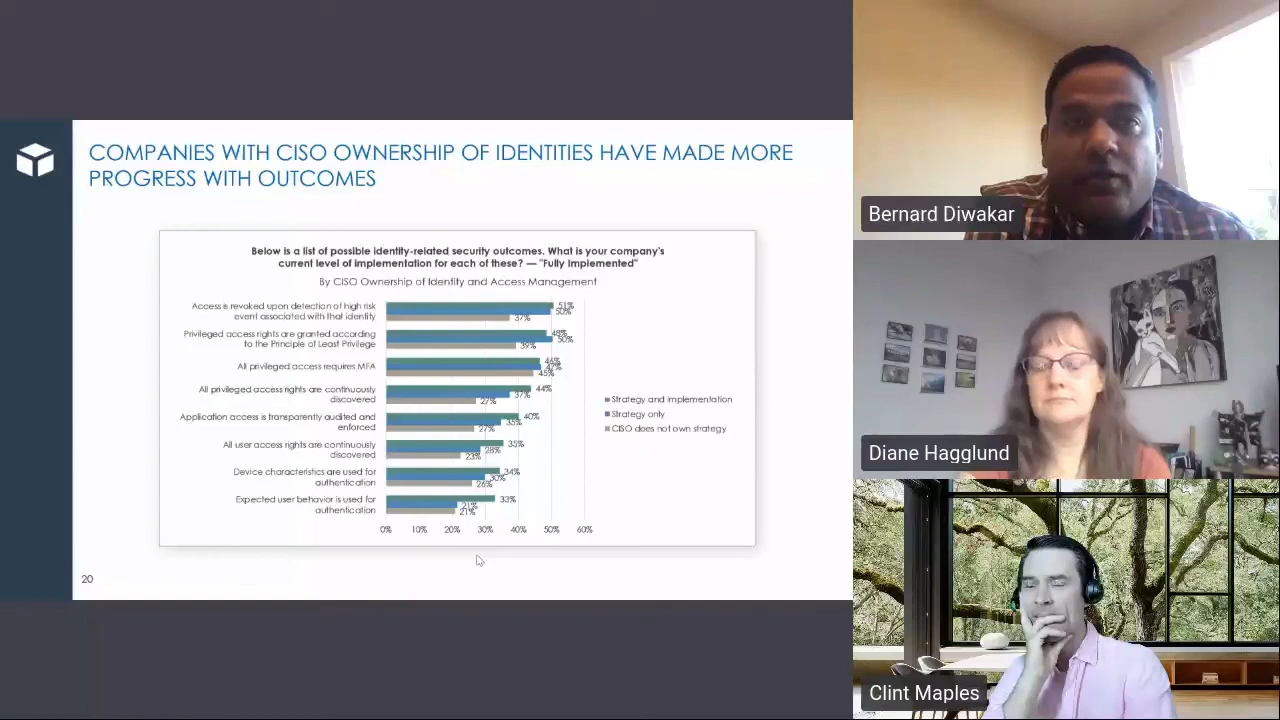 COMPANIES WITH CISO OWNERSHIP OF IDENTITIES HAVE MADE MORE
PROGRESS WITH OUTCOMES
Below is a list of possible identity-related security outcomes. What is your company's
current level of implementation for each of these? — "Fully Implemented"
By CISO Ownership of Identity and Access Management
Access is revoked upon detection of high risk
event associated with that identity
51%
50%
37%
Privileged access rights are granted according
to the Principle of Least Privilege
48%
50%
39%
All privileged access requires MFA
46%
47%
45%
All privileged access rights are continuously
discovered
44%
37%
27%
Application access is transparently audited and
enforced
40%
35%
27%
All user access rights are continuously
discovered
35%
28%
23%
Device characteristics are used for
authentication
34%
30%
26%
Expected user behavior is used for
authentication
33%
21%
21%
0% 10% 20% 30% 40% 50% 60%
Strategy and implementation
Strategy only
CISO does not own strategy
20
Bernard Diwakar
Diane Hagglund
Clint Maples